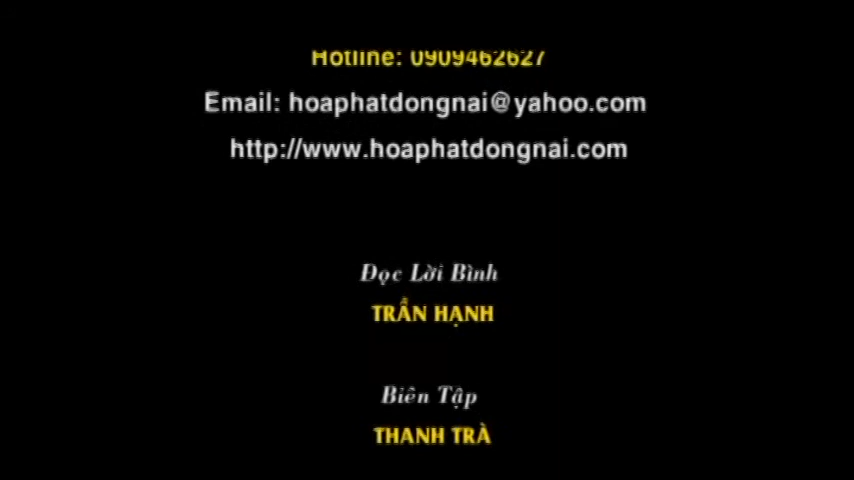 Hotline: 0909462627
Email: hoaphatdongnai@yahoo.com
http://www.hoaphatdongnai.com
Đọc Lời Bình
TRẦN HẠNH
Biên Tập
THANH TRÀ